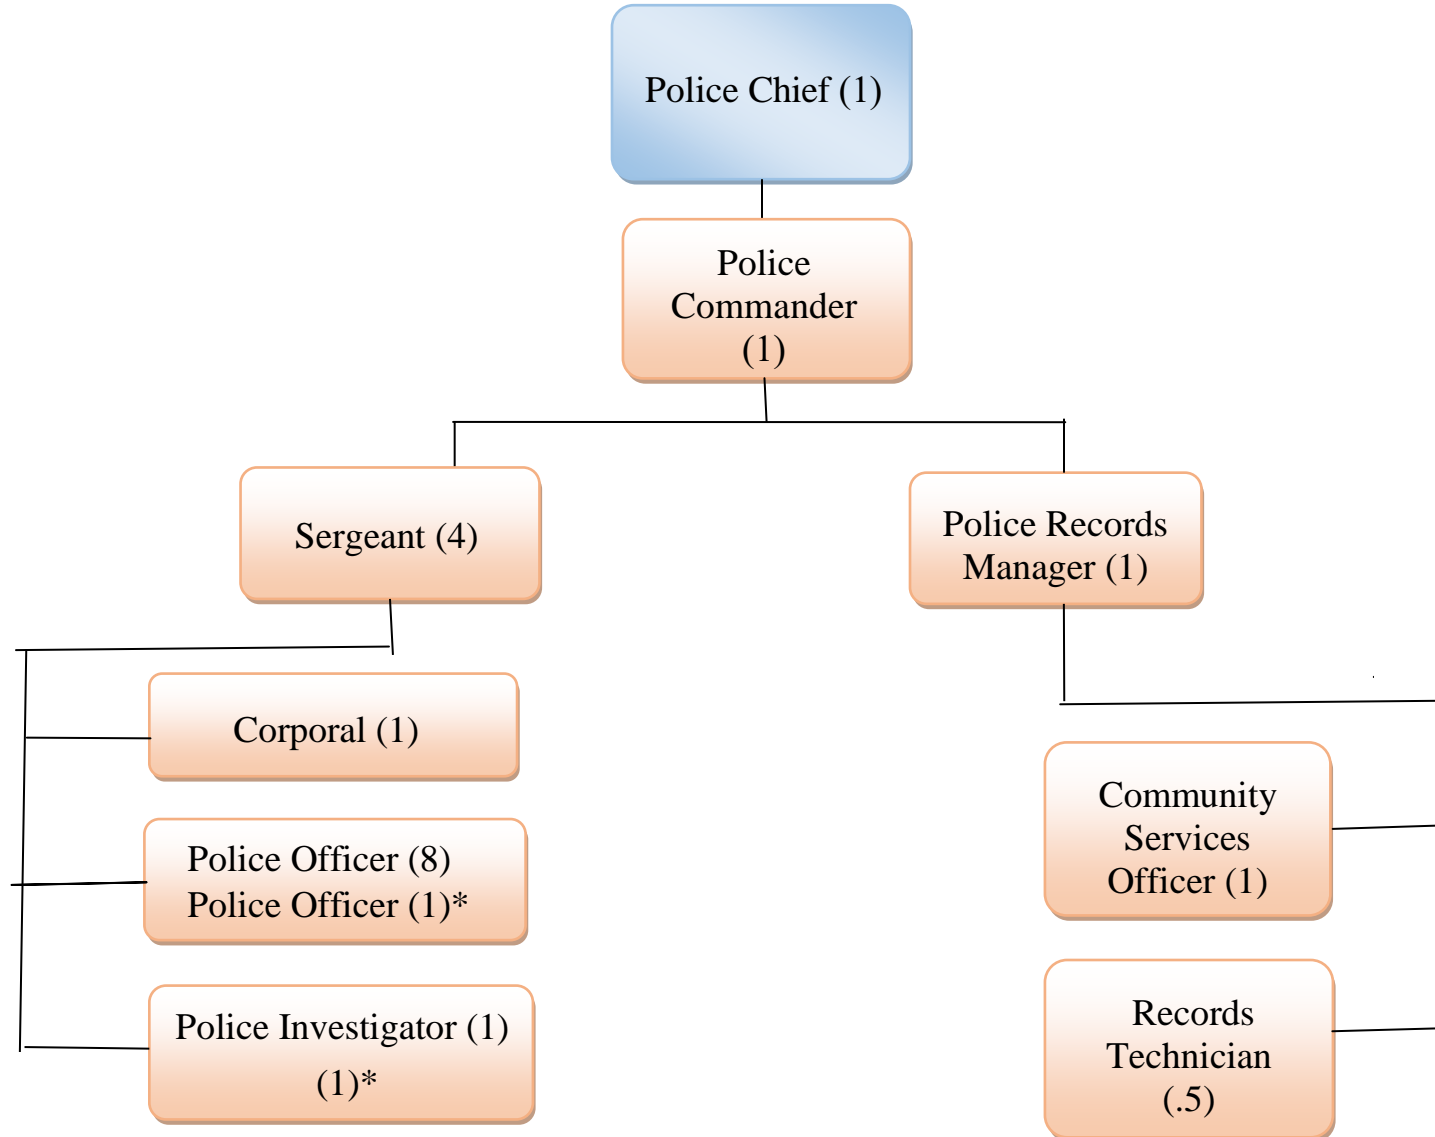 Police Chief (1)
Police
Commander
(1)
Sergeant (4)
Police Records
Manager (1)
Corporal (1)
Police Officer (8)
Police Officer (1)*
Police Investigator (1)
(1)*
Community
Services
Officer (1)
Records
Technician
(.5)